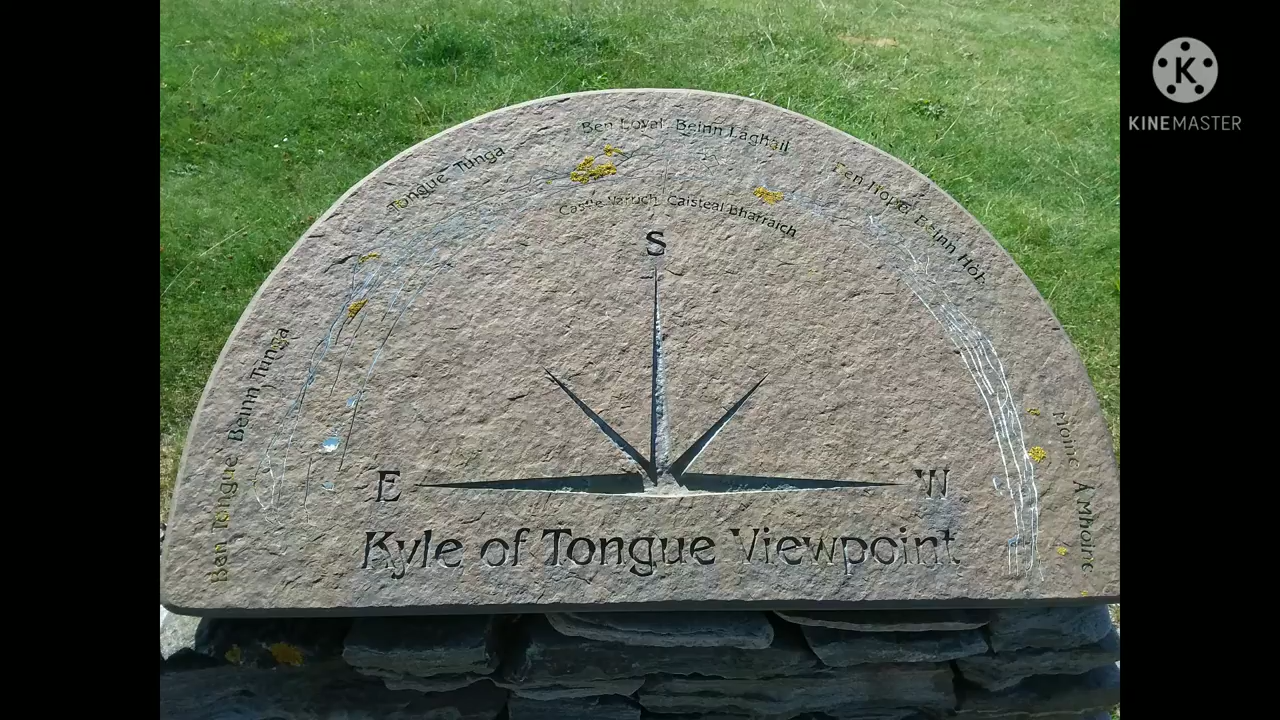 Ben Loyal Beinn Laghail
Tongue Tunga
Ben Hope Beinn Hòb
Castle Varrich Caisteal Bharraich
S
Ben Tongue Beinn Tunga
Moine A Mhoine
E W
Kyle of Tongue Viewpoint
K
KINEMASTER